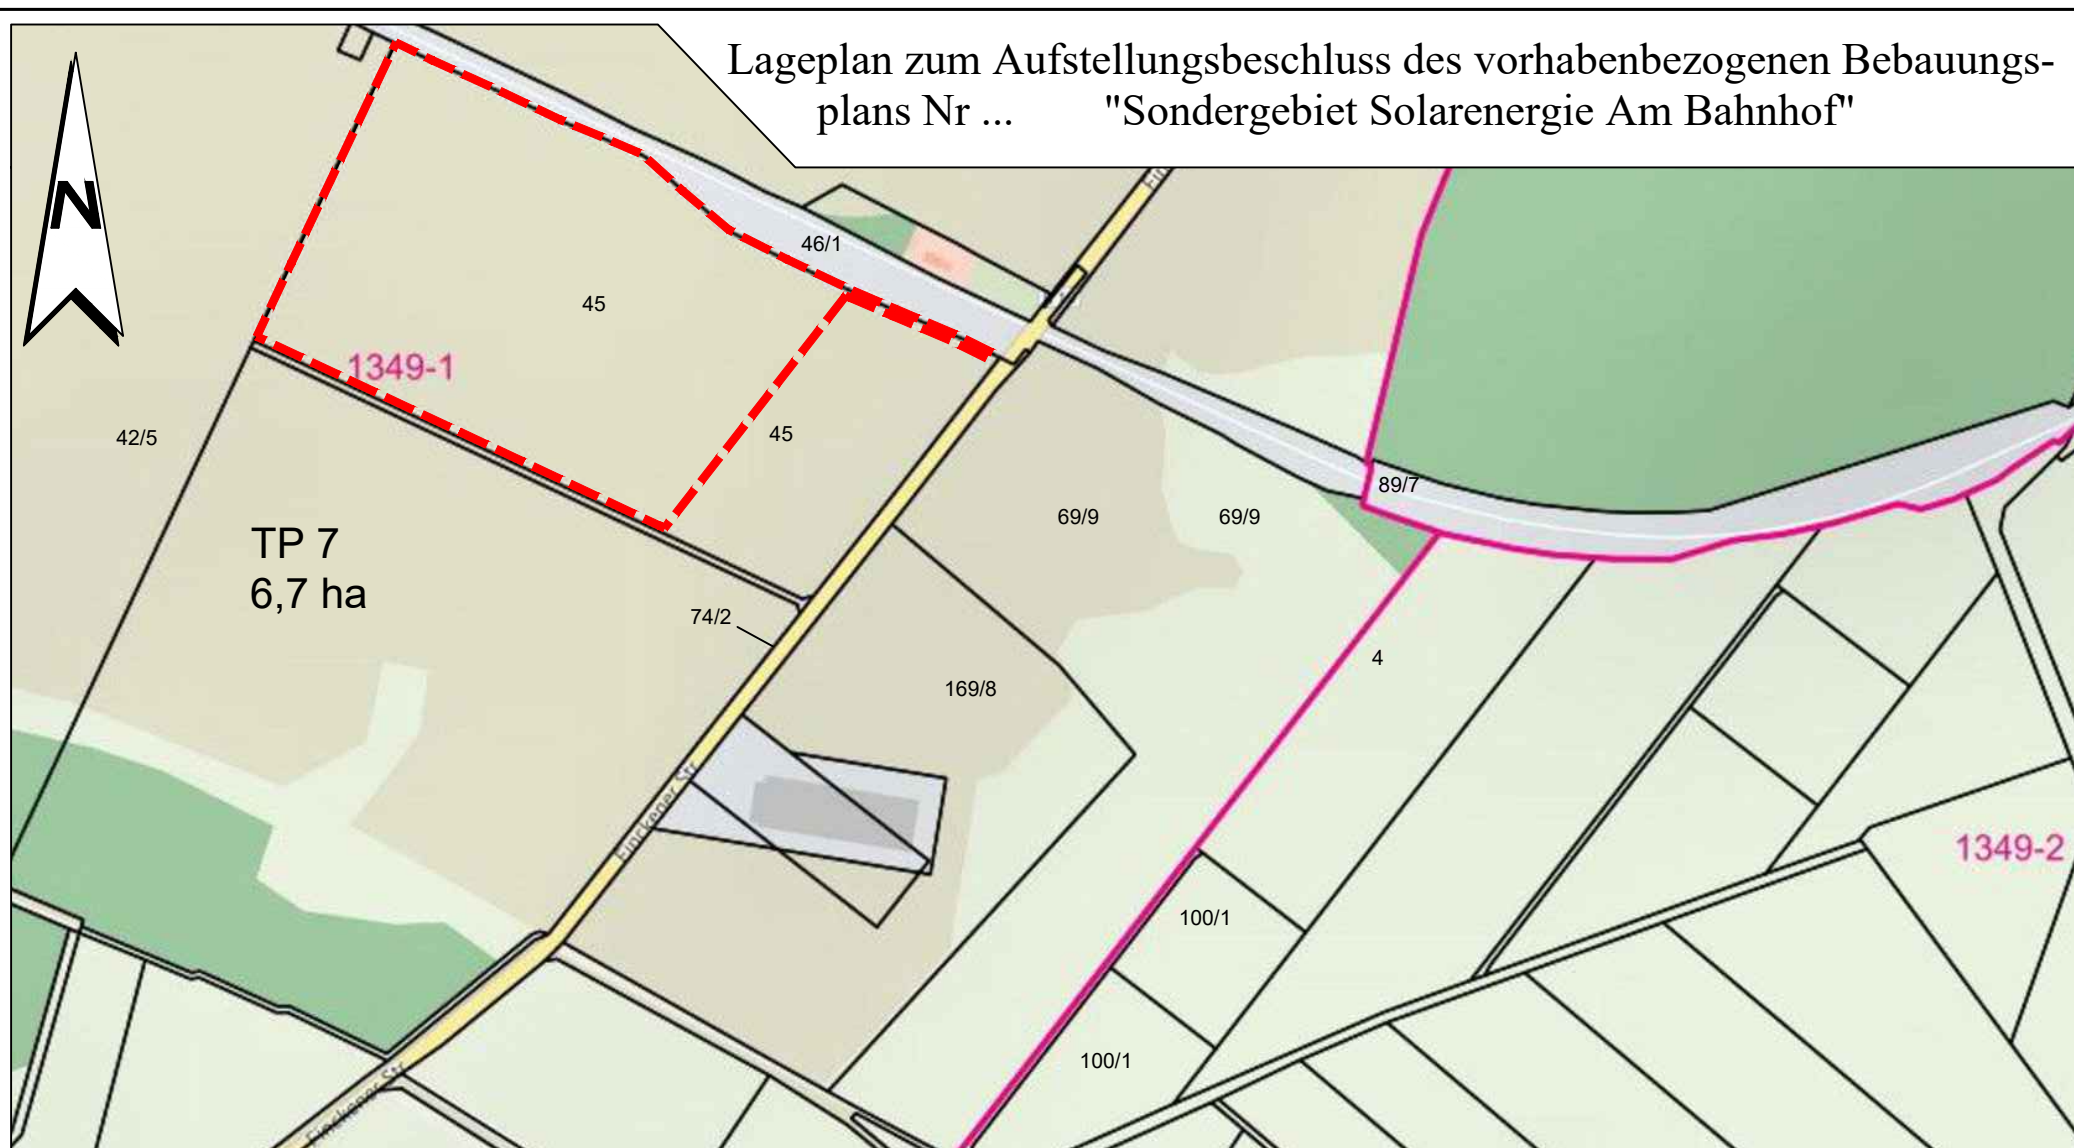 Lageplan zum Aufstellungsbeschluss des vorhabenbezogenen Bebauungs-
plans Nr ... "Sondergebiet Solarenergie Am Bahnhof"
N
46/1
45
1349-1
42/5
45
89/7
69/9
69/9
TP 7
6,7 ha
74/2
4
169/8
Finckener Str
1349-2
100/1
100/1
Finckener Str